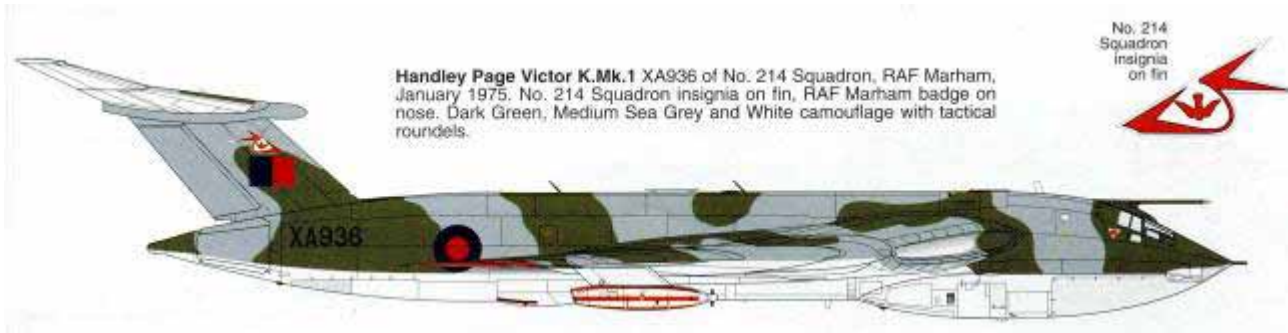 No. 214
Squadron
insignia
on fin
Handley Page Victor K.Mk.1 XA936 of No. 214 Squadron, RAF Marham,
January 1975. No. 214 Squadron insignia on fin, RAF Marham badge on
nose. Dark Green, Medium Sea Grey and White camouflage with tactical
roundels.
XA936